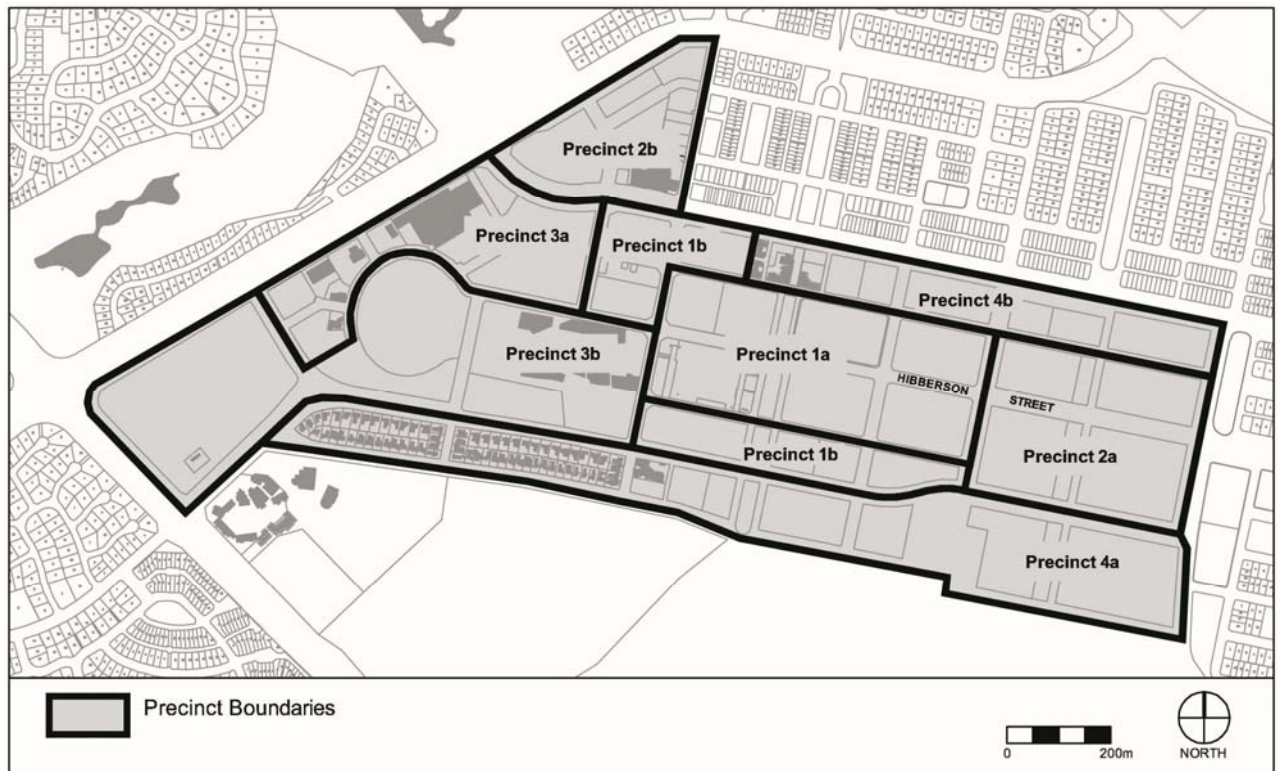 Precinct 2b
Precinct 3a
Precinct 1b
Precinct 4b
Precinct 3b
Precinct 1a
HIBBERSON
STREET
Precinct 1b
Precinct 2a
Precinct 4a
Precinct Boundaries
0
200m
NORTH